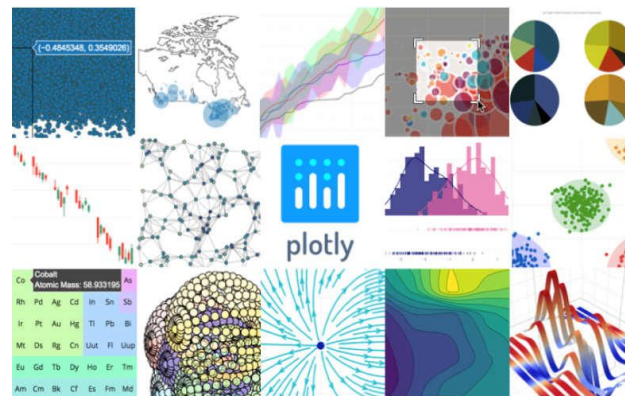 (-0.4845348, 0.3549026)
plotly
Cobalt
Atomic Mass: 58.933195
Co
As
Rh Pd Ag Cd In Sn Sb
Ir Pt Au Hg Tl Pb Bi
Mt Ds Rg Cn Uut Fl Uup
Eu Gd Tb Dy Ho Er Tm
Am Cm Bk Cf Es Fm Md